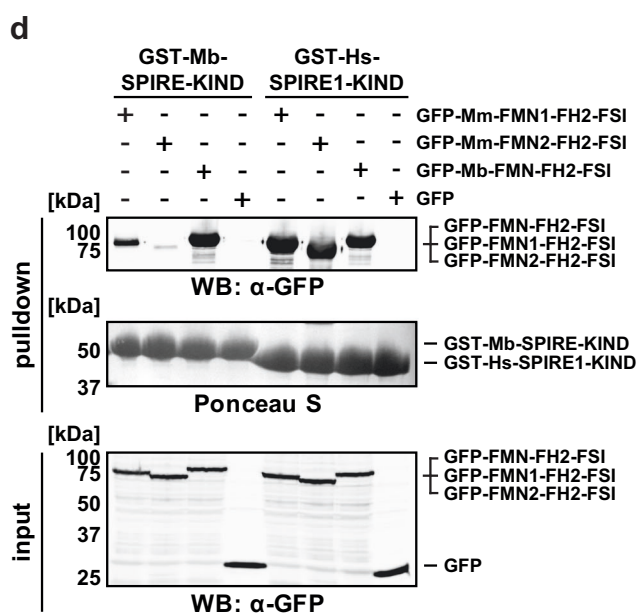 d
GST-Mb-
SPIRE-KIND
GST-Hs-
SPIRE1-KIND
+ - - - + - - - GFP-Mm-FMN1-FH2-FSI
- + - - - + - - GFP-Mm-FMN2-FH2-FSI
- - + - - - + - GFP-Mb-FMN-FH2-FSI
- - - + - - - + GFP
[kDa]
100
75
GFP-FMN-FH2-FSI
GFP-FMN1-FH2-FSI
GFP-FMN2-FH2-FSI
WB: α-GFP
pulldown
[kDa]
50
37
GST-Mb-SPIRE-KIND
GST-Hs-SPIRE1-KIND
Ponceau S
[kDa]
100
75
50
37
25
GFP-FMN-FH2-FSI
GFP-FMN1-FH2-FSI
GFP-FMN2-FH2-FSI
GFP
input
WB: α-GFP